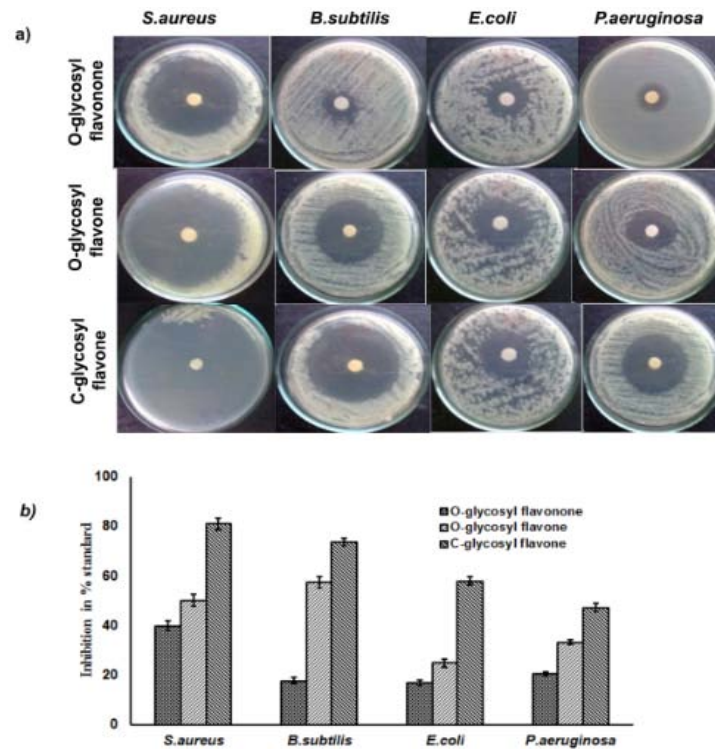 a)
S.aureus B.subtilis E.coli P.aeruginosa
O-glycosyl
flavonone
O-glycosyl
flavone
C-glycosyl
flavone
b)
Inhibition in % standard
100
80
60
40
20
0
O-glycosyl flavonone
O-glycosyl flavone
C-glycosyl flavone
S.aureus B.subtilis E.coli P.aeruginosa